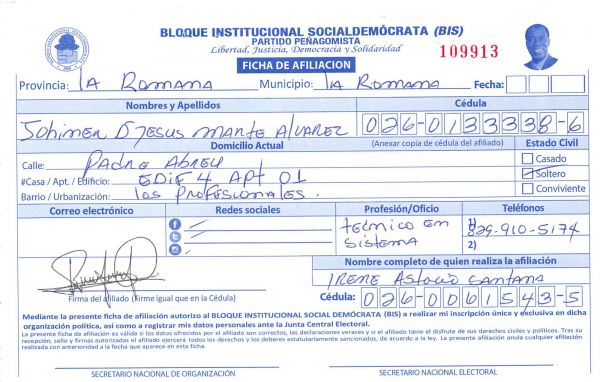 BLOQUE INSTITUCIONAL SOCIALDEMÓCRATA (BIS)
PARTIDO PEÑAGOMISTA
Libertad, Justicia, Democracia y Solidaridad
109913
FICHA DE AFILIACION
Provincia: LA ROMANA Municipio: LA ROMANA Fecha:
Nombres y Apellidos Cédula
Johimer D Jesus Marte Alvarez 026-0133338-6
Domicilio Actual (Anexar copia de cédula del afiliado) Estado Civil
Calle: PADRE ABREU Casado
#Casa / Apt. / Edificio: EDIF 4 Apt 01 Soltero
Barrio / Urbanización: los Profesionales. Conviviente
Correo electrónico Redes sociales Profesión/Oficio Teléfonos
tecnico en 1) 829-910-5174
Sistema 2)
Nombre completo de quien realiza la afiliación
IRENE Astacio Santana
Firma del afiliado (Firme igual que en la Cédula) Cédula: 026-0061543-5
Mediante la presente ficha de afiliación autorizo al BLOQUE INSTITUCIONAL SOCIAL DEMÓCRATA (BIS) a realizar mi inscripción única y exclusiva en dicha
organización política, así como a registrar mis datos personales ante la Junta Central Electoral.
La presente ficha de afiliación es válida si los datos ofrecidos por el afiliado son correctos, las declaraciones veraces y si el afiliado tiene el disfrute de sus derechos civiles y políticos. Tras su
recepción, sello y firmas autorizadas el afiliado ejercerá todos los derechos y los deberes estatutariamente sancionados, de acuerdo a la ley. La presente afiliación anula cualquier afiliación
realizada con anterioridad a la fecha que aparece en esta ficha.
SECRETARIO NACIONAL DE ORGANIZACIÓN SECRETARIO NACIONAL ELECTORAL